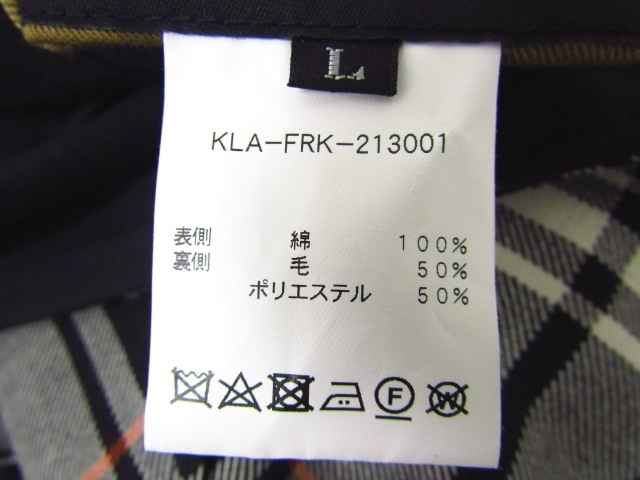 L
KLA-FRK-213001
表側 綿 100%
裏側 毛 50%
ポリエステル 50%
F W